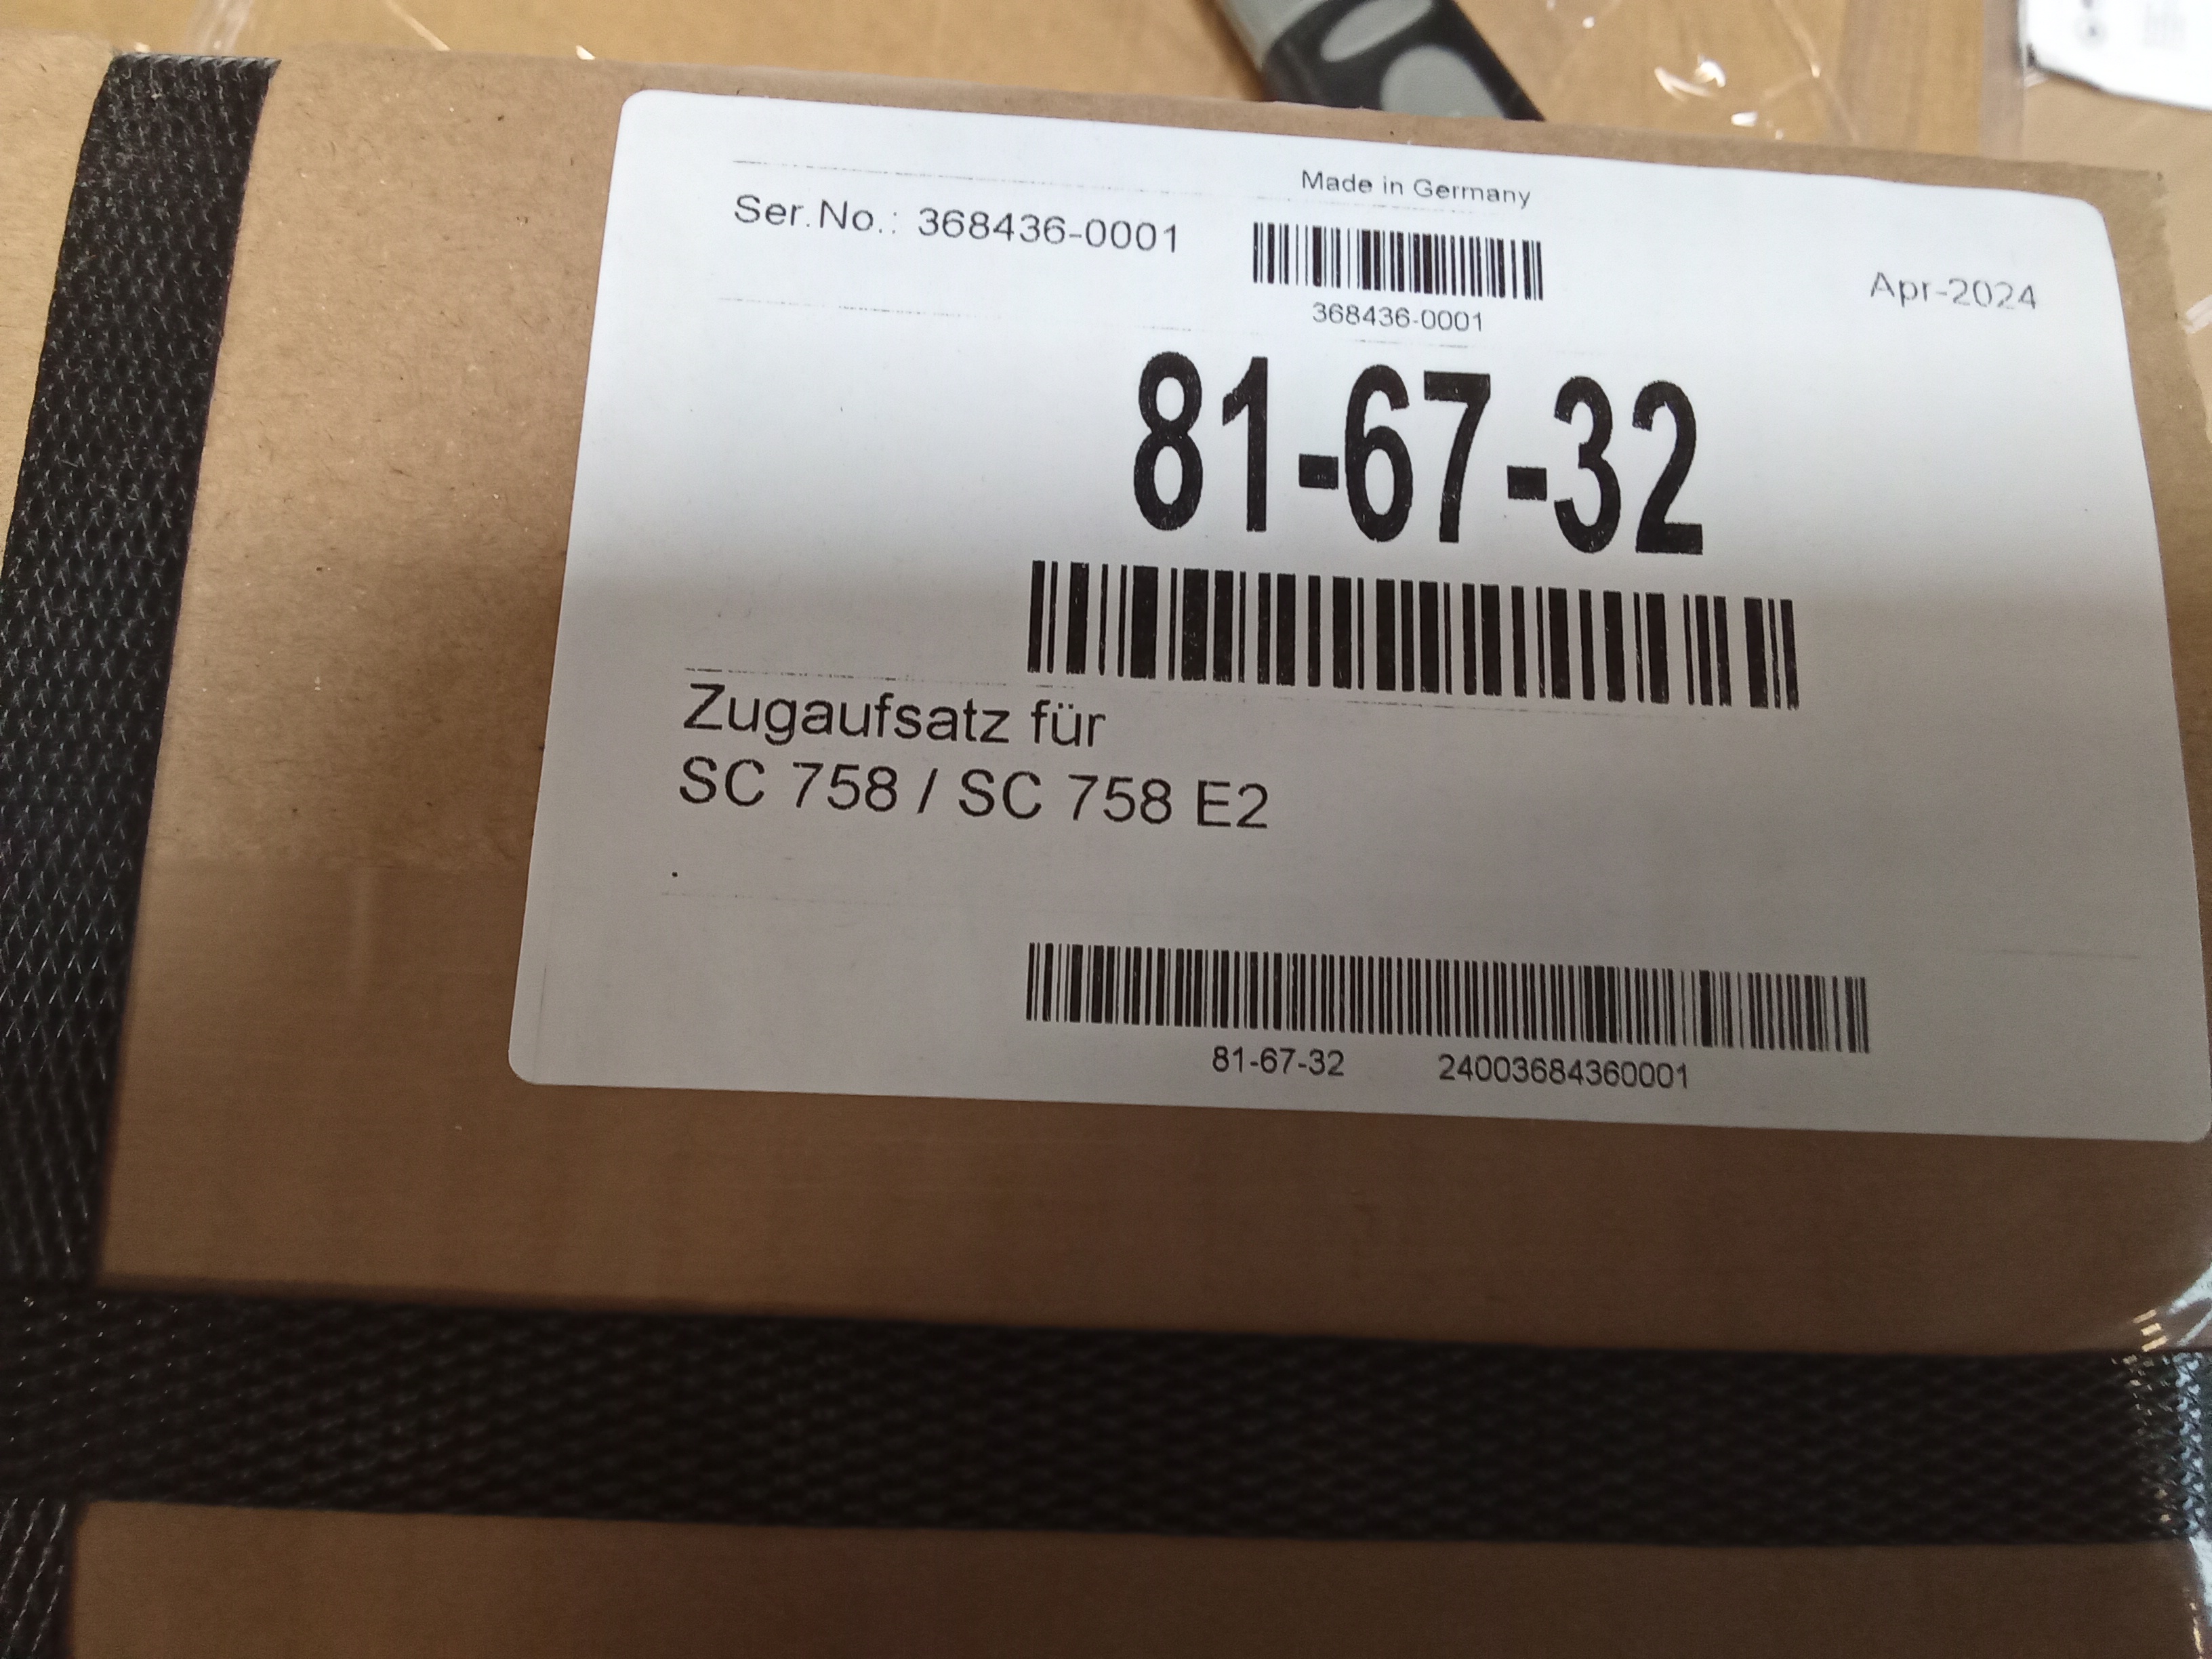 Made in Germany
Ser.No.: 368436-0001
368436-0001
Apr-2024
81-67-32
Zugaufsatz für
SC 758 / SC 758 E2
.
81-67-32 24003684360001